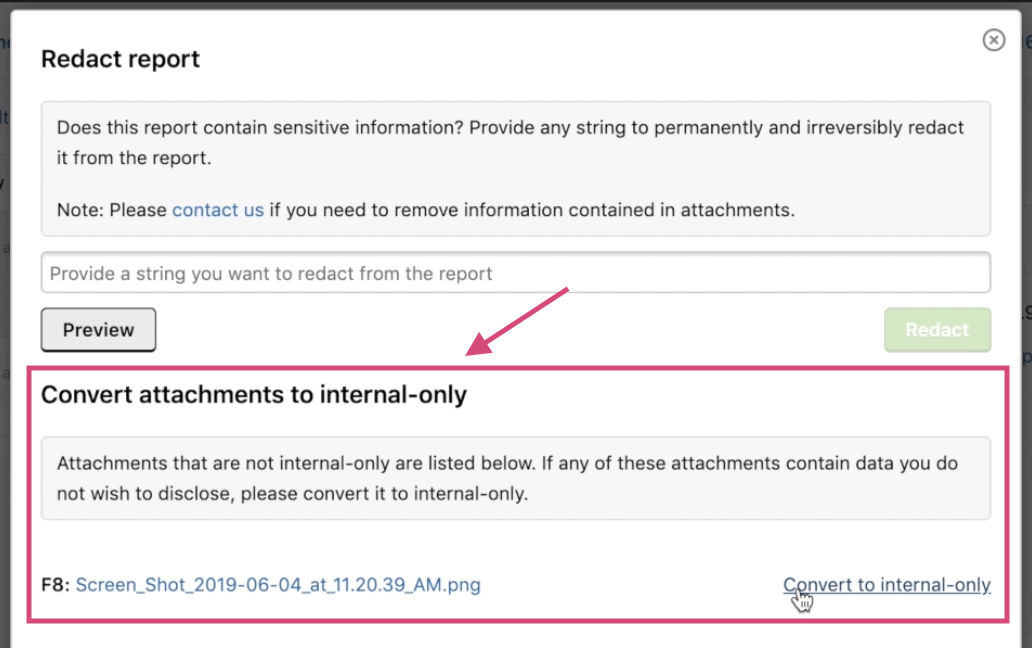 Redact report
Does this report contain sensitive information? Provide any string to permanently and irreversibly redact
it from the report.
Note: Please contact us if you need to remove information contained in attachments.
Provide a string you want to redact from the report
Preview
Redact
Convert attachments to internal-only
Attachments that are not internal-only are listed below. If any of these attachments contain data you do
not wish to disclose, please convert it to internal-only.
F8: Screen_Shot_2019-06-04_at_11.20.39_AM.png
Convert to internal-only